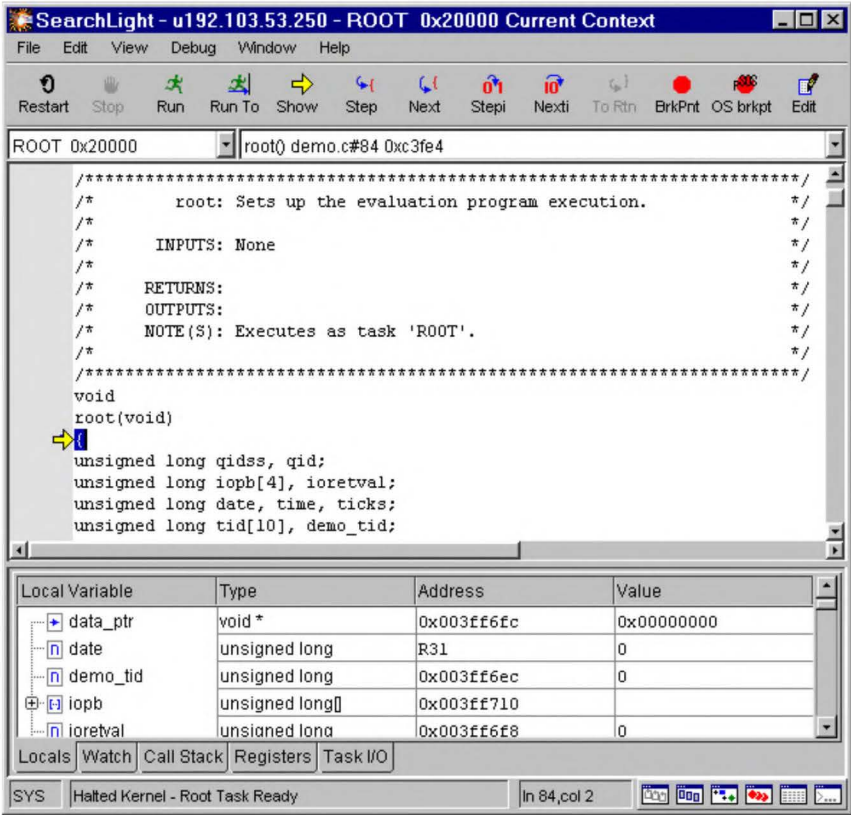 SearchLight - u192.103.53.250 - ROOT 0x20000 Current Context
File Edit View Debug Window Help
Restart Stop Run Run To Show Step Next Stepi Nexti To Rtn BrkPnt OS brkpt Edit
ROOT 0x20000 root() demo.c#84 0xc3fe4
/************************************************************************/
/* root: Sets up the evaluation program execution. */
/* */
/* INPUTS: None */
/* */
/* RETURNS: */
/* OUTPUTS: */
/* NOTE(S): Executes as task 'ROOT'. */
/* */
/************************************************************************/
void
root(void)
{
unsigned long qidss, qid;
unsigned long iopb[4], ioretval;
unsigned long date, time, ticks;
unsigned long tid[10], demo_tid;
Local Variable Type Address Value
data_ptr void * 0x003ff6fc 0x00000000
date unsigned long R31 0
demo_tid unsigned long 0x003ff6ec 0
iopb unsigned long[] 0x003ff710
ioretval unsigned long 0x003ff6f8 0
Locals Watch Call Stack Registers Task I/O
SYS Halted Kernel - Root Task Ready ln 84,col 2